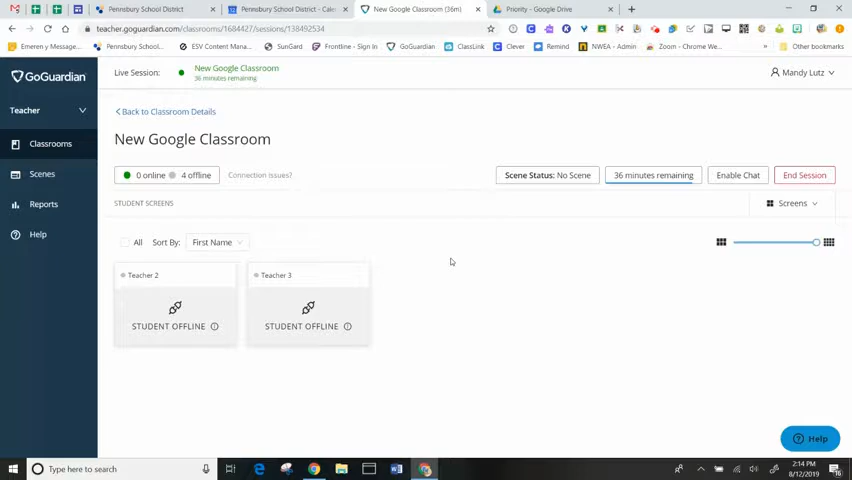 Pennsbury School District
Pennsbury School District - Cale
New Google Classroom (36m)
Priority - Google Drive
teacher.goguardian.com/classrooms/1684427/sessions/138492534
Emeren y Message...
Pennsbury School...
ESV Content Manag...
SunGard
Frontline - Sign In
GoGuardian
ClassLink
Clever
Remind
NWEA - Admin
Zoom - Chrome We...
Other bookmarks
GoGuardian
Live Session:
New Google Classroom
36 minutes remaining
Mandy Lutz
Teacher
Back to Classroom Details
Classrooms
New Google Classroom
Scenes
0 online
4 offline
Connection issues?
Scene Status: No Scene
36 minutes remaining
Enable Chat
End Session
Reports
STUDENT SCREENS
Screens
Help
All
Sort By:
First Name
Teacher 2
Teacher 3
STUDENT OFFLINE
STUDENT OFFLINE
Help
Type here to search
2:14 PM
8/12/2019